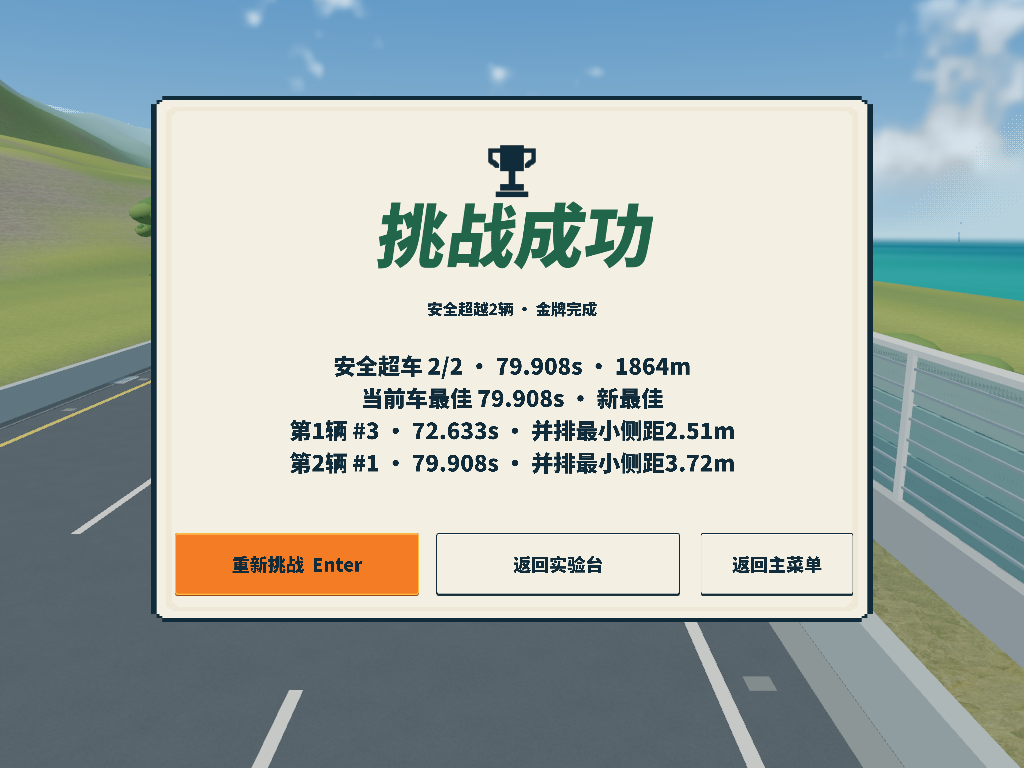 挑战成功
安全超越2辆 · 金牌完成
安全超车 2/2 · 79.908s · 1864m
当前车最佳 79.908s · 新最佳
第1辆 #3 · 72.633s · 并排最小侧距2.51m
第2辆 #1 · 79.908s · 并排最小侧距3.72m
重新挑战 Enter
返回实验台
返回主菜单